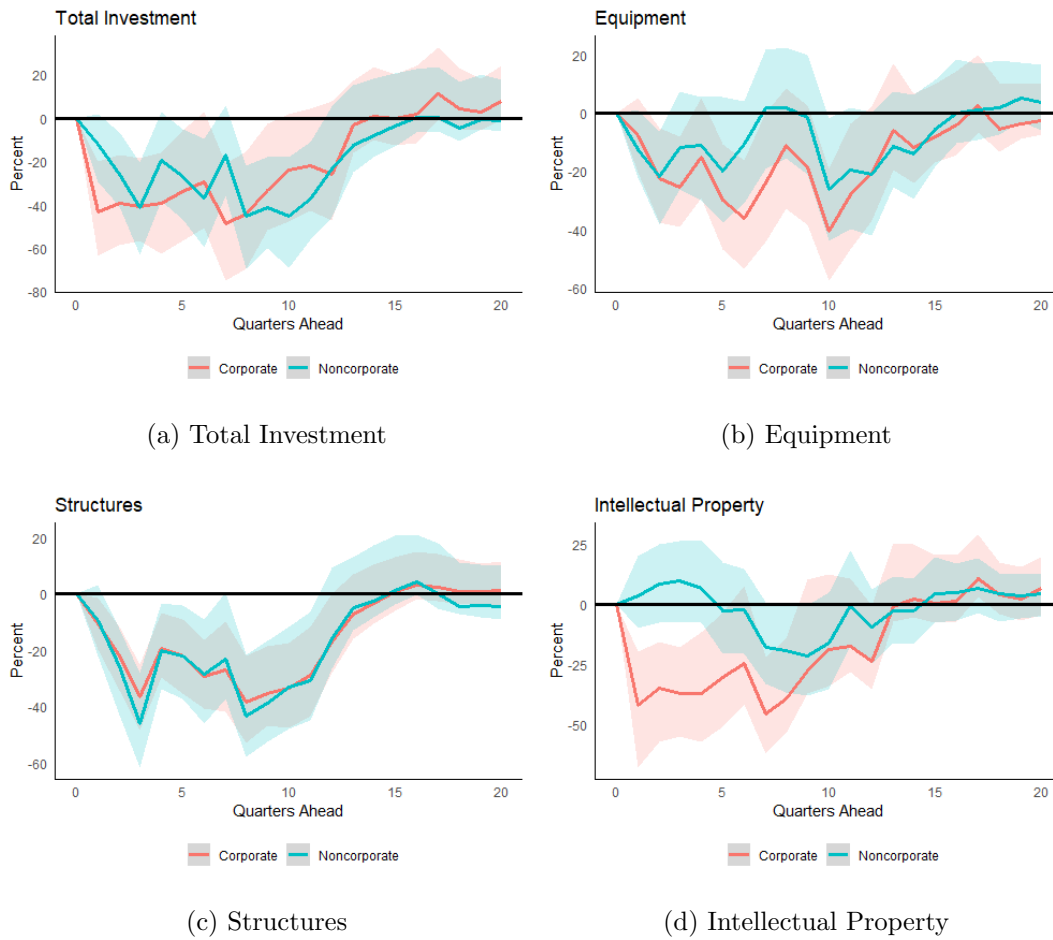 Total Investment
20
0
-20
-40
-60
-80
Percent
0 5 10 15 20
Quarters Ahead
Corporate Noncorporate
(a) Total Investment
Equipment
20
0
-20
-40
-60
Percent
0 5 10 15 20
Quarters Ahead
Corporate Noncorporate
(b) Equipment
Structures
20
0
-20
-40
-60
Percent
0 5 10 15 20
Quarters Ahead
Corporate Noncorporate
(c) Structures
Intellectual Property
25
0
-25
-50
Percent
0 5 10 15 20
Quarters Ahead
Corporate Noncorporate
(d) Intellectual Property